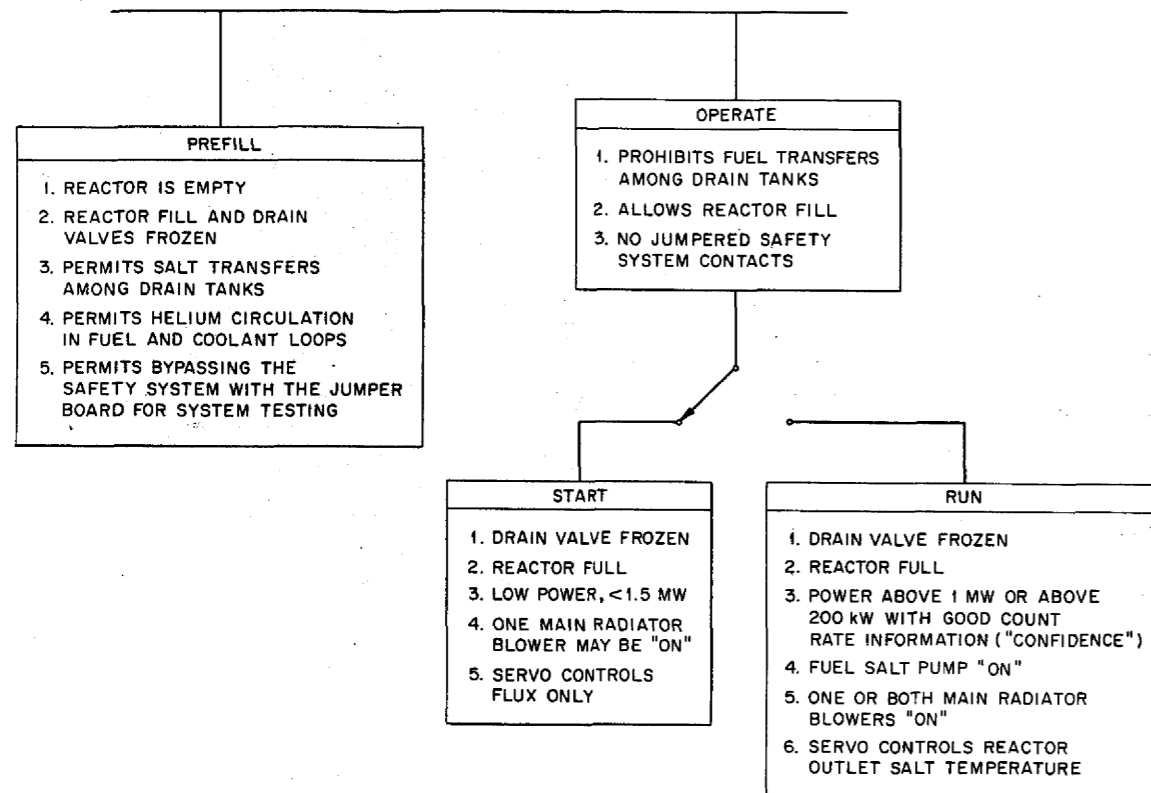 PREFILL
1. REACTOR IS EMPTY
2. REACTOR FILL AND DRAIN
VALVES FROZEN
3. PERMITS SALT TRANSFERS
AMONG DRAIN TANKS
4. PERMITS HELIUM CIRCULATION
IN FUEL AND COOLANT LOOPS
5. PERMITS BYPASSING THE
SAFETY SYSTEM WITH THE JUMPER
BOARD FOR SYSTEM TESTING
OPERATE
1. PROHIBITS FUEL TRANSFERS
AMONG DRAIN TANKS
2. ALLOWS REACTOR FILL
3. NO JUMPERED SAFETY
SYSTEM CONTACTS
START
1. DRAIN VALVE FROZEN
2. REACTOR FULL
3. LOW POWER, <1.5 MW
4. ONE MAIN RADIATOR
BLOWER MAY BE "ON"
5. SERVO CONTROLS
FLUX ONLY
RUN
1. DRAIN VALVE FROZEN
2. REACTOR FULL
3. POWER ABOVE 1 MW OR ABOVE
200 kW WITH GOOD COUNT
RATE INFORMATION ("CONFIDENCE")
4. FUEL SALT PUMP "ON"
5. ONE OR BOTH MAIN RADIATOR
BLOWERS "ON"
6. SERVO CONTROLS REACTOR
OUTLET SALT TEMPERATURE